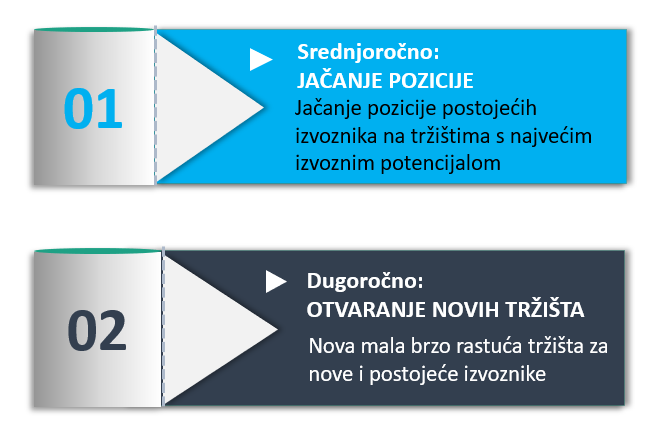 01
Srednjoročno:
JAČANJE POZICIJE
Jačanje pozicije postojećih
izvoznika na tržištima s najvećim
izvoznim potencijalom
02
Dugoročno:
OTVARANJE NOVIH TRŽIŠTA
Nova mala brzo rastuća tržišta za
nove i postojeće izvoznike